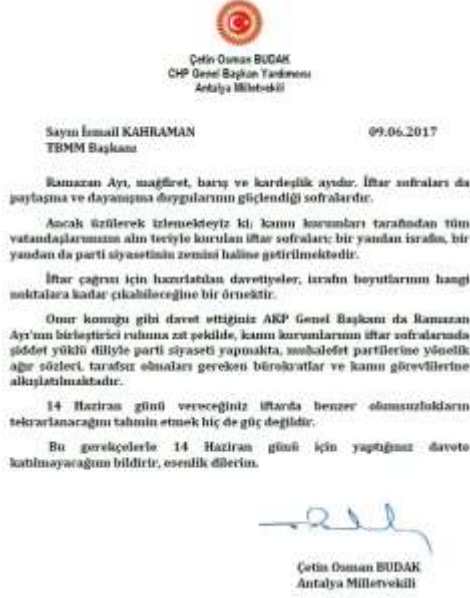 Çetin Osman BUDAK
CHP Genel Başkan Yardımcısı
Antalya Milletvekili
Sayın İsmail KAHRAMAN 09.06.2017
TBMM Başkanı
Ramazan Ayı, mağfiret, barış ve kardeşlik ayıdır. İftar sofraları da
paylaşma ve dayanışma duygularının güçlendiği sofralardır.
Ancak üzülerek izlemekteyiz ki; kamu kurumları tarafından tüm
vatandaşlarımızın alın teriyle kurulan iftar sofraları; bir yandan israfın, bir
yandan da parti siyasetinin zemini haline getirilmektedir.
İftar çağrısı için hazırlatılan davetiyeler, israfın boyutlarının hangi
noktalara kadar çıkabileceğine bir örnektir.
Onur konuğu gibi davet ettiğiniz AKP Genel Başkanı da Ramazan
Ayı'nın birleştirici ruhuna zıt şekilde, kamu kurumlarının iftar sofralarında
şiddet yüklü diliyle parti siyaseti yapmakta, muhalefet partilerine yönelik
ağır sözleri, tarafsız olmaları gereken bürokratlar ve kamu görevlilerine
alkışlatılmaktadır.
14 Haziran günü vereceğiniz iftarda benzer olumsuzlukların
tekrarlanacağını tahmin etmek hiç de güç değildir.
Bu gerekçelerle 14 Haziran günü için yaptığınız davete
katılmayacağımı bildirir, esenlik dilerim.
Çetin Osman BUDAK
Antalya Milletvekili